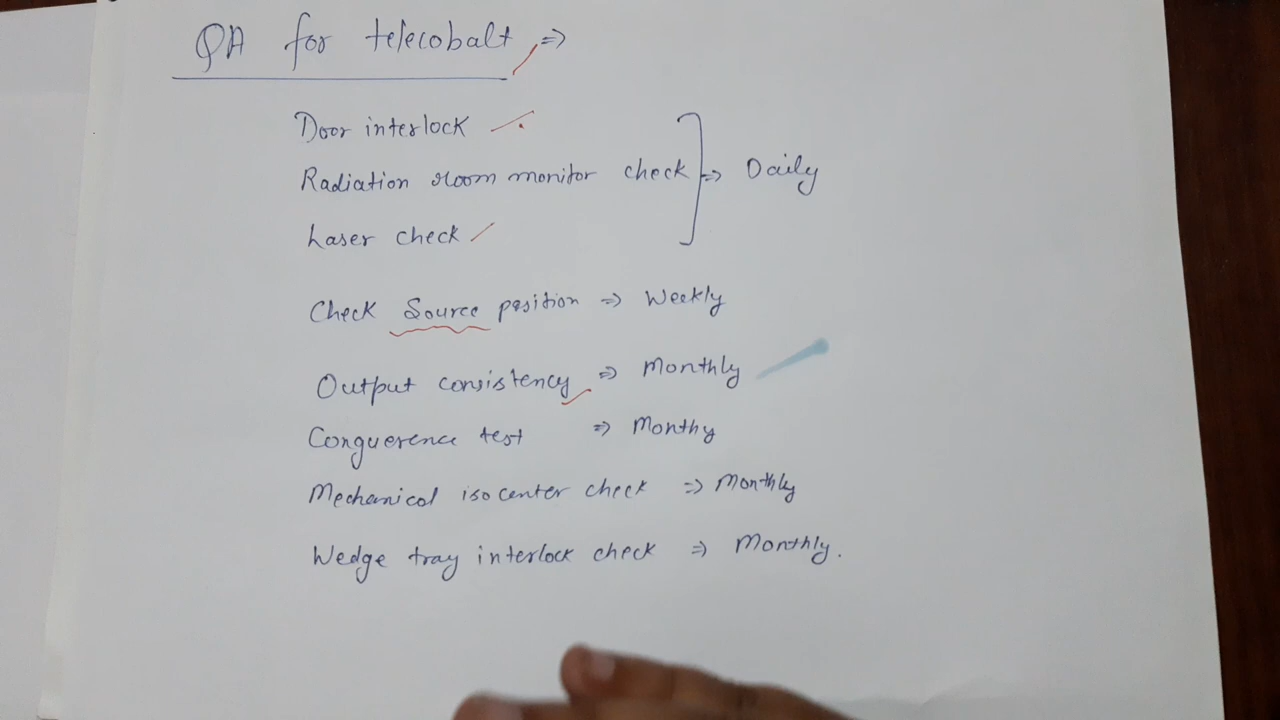 QA for telecobalt ⇒
Door interlock
Radiation room monitor check ⇒ Daily
Laser check
Check Source position ⇒ Weekly
Output consistency ⇒ Monthly
Conguerence test ⇒ Monthy
Mechanical isocenter check ⇒ Monthly
Wedge tray interlock check ⇒ Monthly.